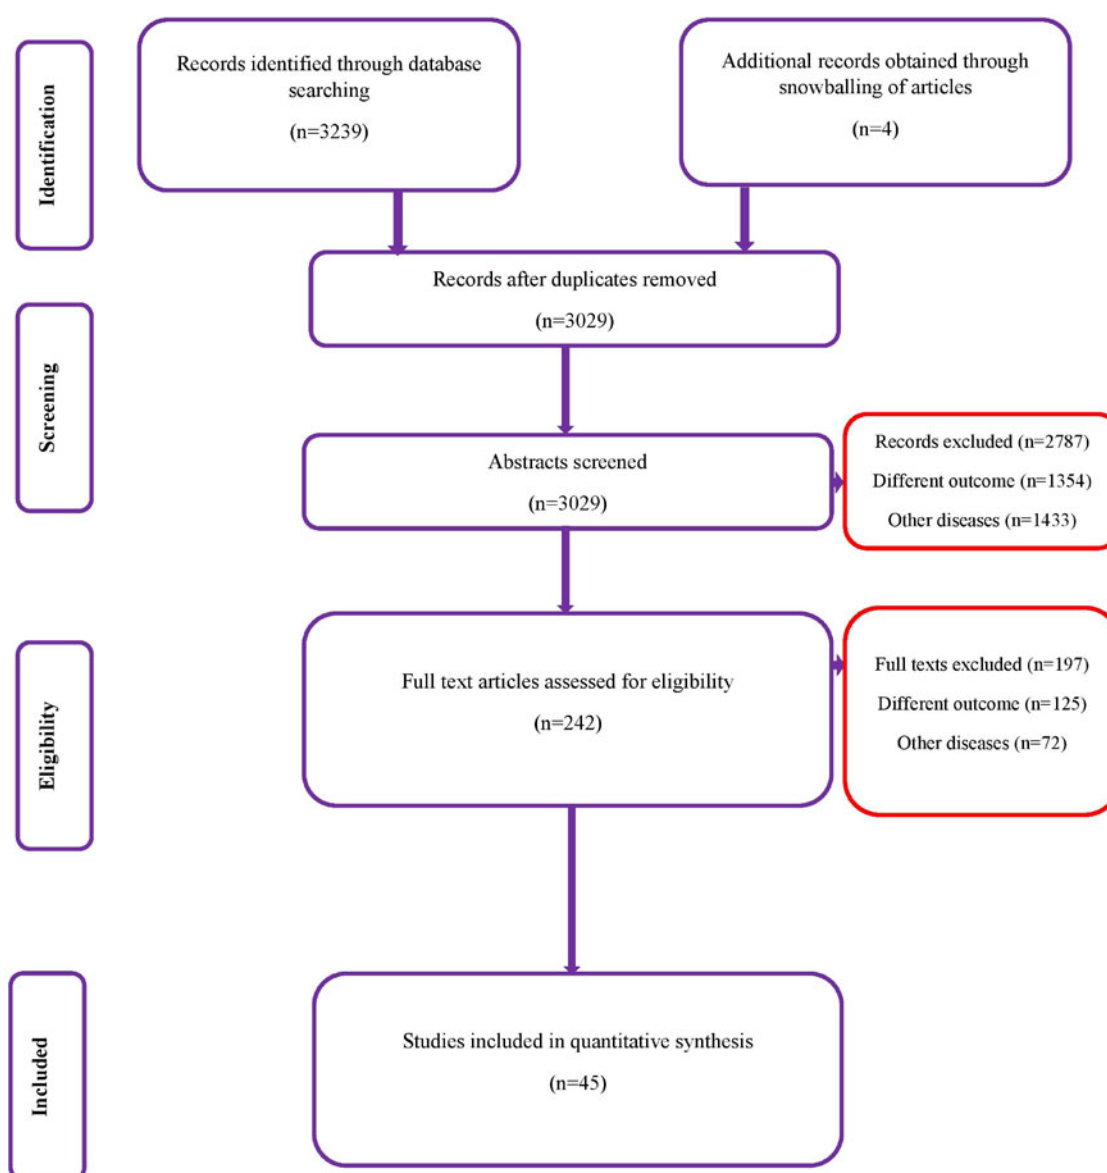 Identification
Records identified through database
searching
(n=3239)
Additional records obtained through
snowballing of articles
(n=4)
Records after duplicates removed
(n=3029)
Screening
Abstracts screened
(n=3029)
Records excluded (n=2787)
Different outcome (n=1354)
Other diseases (n=1433)
Eligibility
Full text articles assessed for eligibility
(n=242)
Full texts excluded (n=197)
Different outcome (n=125)
Other diseases (n=72)
Included
Studies included in quantitative synthesis
(n=45)